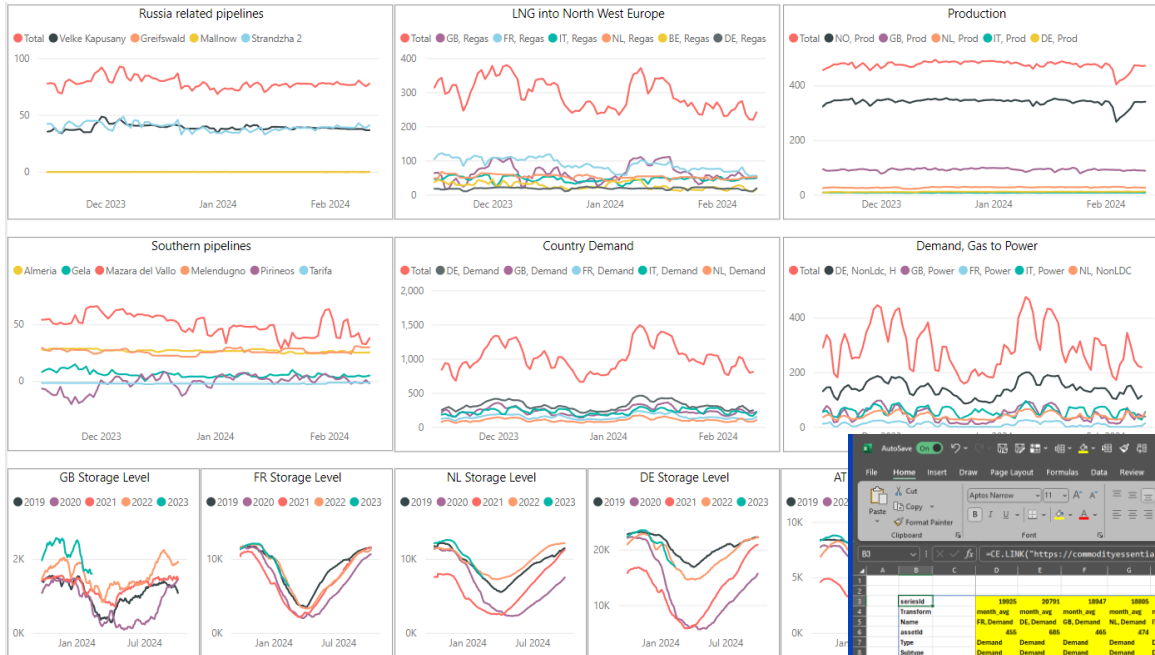 Russia related pipelines
Total Velke Kapusany Greifswald Mallnow Strandzha 2
100
50
0
Dec 2023 Jan 2024 Feb 2024
LNG into North West Europe
Total GB, Regas FR, Regas IT, Regas NL, Regas BE, Regas DE, Regas
400
300
200
100
0
Dec 2023 Jan 2024 Feb 2024
Production
Total NO, Prod GB, Prod NL, Prod IT, Prod DE, Prod
400
200
0
Dec 2023 Jan 2024 Feb 2024
Southern pipelines
Almeria Gela Mazara del Vallo Melendugno Pirineos Tarifa
50
0
Dec 2023 Jan 2024 Feb 2024
Country Demand
Total DE, Demand GB, Demand FR, Demand IT, Demand NL, Demand
2,000
1,500
1,000
500
0
Dec 2023 Jan 2024 Feb 2024
Demand, Gas to Power
Total DE, NonLdc, H GB, Power FR, Power IT, Power NL, NonLDC
400
200
0
GB Storage Level
2019 2020 2021 2022 2023
2K
0K
Jan 2024 Jul 2024
FR Storage Level
2019 2020 2021 2022 2023
10K
0K
Jan 2024 Jul 2024
NL Storage Level
2019 2020 2021 2022 2023
10K
0K
Jan 2024 Jul 2024
DE Storage Level
2019 2020 2021 2022 2023
20K
10K
Jan 2024 Jul 2024
AT
2019
10K
5K
0K
AutoSave On
File Home Insert Draw Page Layout Formulas Data Review
Paste
Cut
Copy
Format Painter
Clipboard
Aptos Narrow 11
B I U
Font
B3 fx =CE.LINK("https://commodityessentia
A B C D E F G
1
2
3 seriesId 19935 20791 18947 18805
4 Transform month_avg month_avg month_avg month_avg
5 Name FR, Demand DE, Demand GB, Demand NL, Demand
6 assetId 455 685 465 474
7 Type Demand Demand Demand Demand
8 Subtype Demand Demand Demand Demand